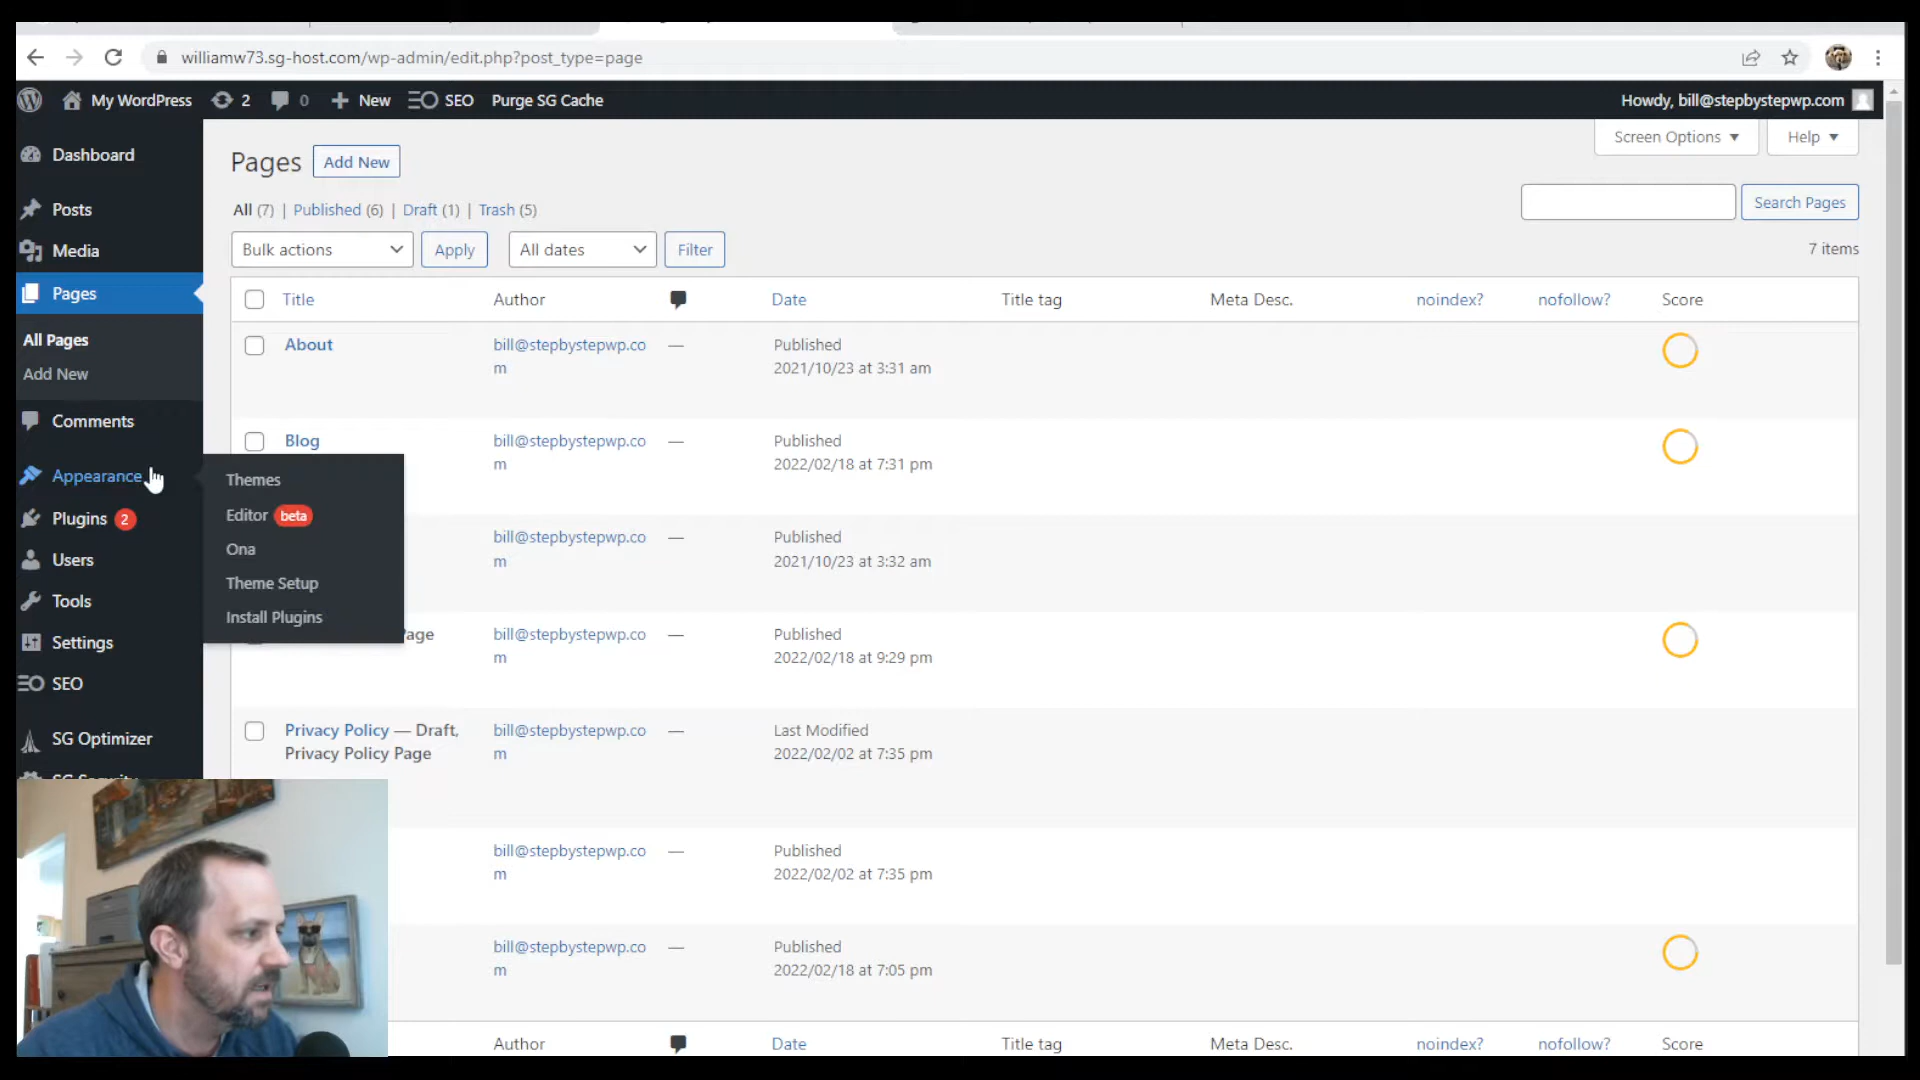 williamw73.sg-host.com/wp-admin/edit.php?post_type=page
My WordPress 2 0 New SEO Purge SG Cache Howdy, bill@stepbystepwp.com
Screen Options Help
Dashboard
Posts
Media
Pages
All Pages
Add New
Comments
Appearance
Plugins 2
Users
Tools
Settings
SEO
SG Optimizer
Themes
Editor beta
Ona
Theme Setup
Install Plugins
Pages Add New
All (7) | Published (6) | Draft (1) | Trash (5)
Search Pages
Bulk actions Apply All dates Filter 7 items
Title Author Date Title tag Meta Desc. noindex? nofollow? Score
About bill@stepbystepwp.co — Published
m 2021/10/23 at 3:31 am
Blog bill@stepbystepwp.co — Published
m 2022/02/18 at 7:31 pm
bill@stepbystepwp.co — Published
m 2021/10/23 at 3:32 am
age bill@stepbystepwp.co — Published
m 2022/02/18 at 9:29 pm
Privacy Policy — Draft, bill@stepbystepwp.co — Last Modified
Privacy Policy Page m 2022/02/02 at 7:35 pm
bill@stepbystepwp.co — Published
m 2022/02/02 at 7:35 pm
bill@stepbystepwp.co — Published
m 2022/02/18 at 7:05 pm
Author Date Title tag Meta Desc. noindex? nofollow? Score